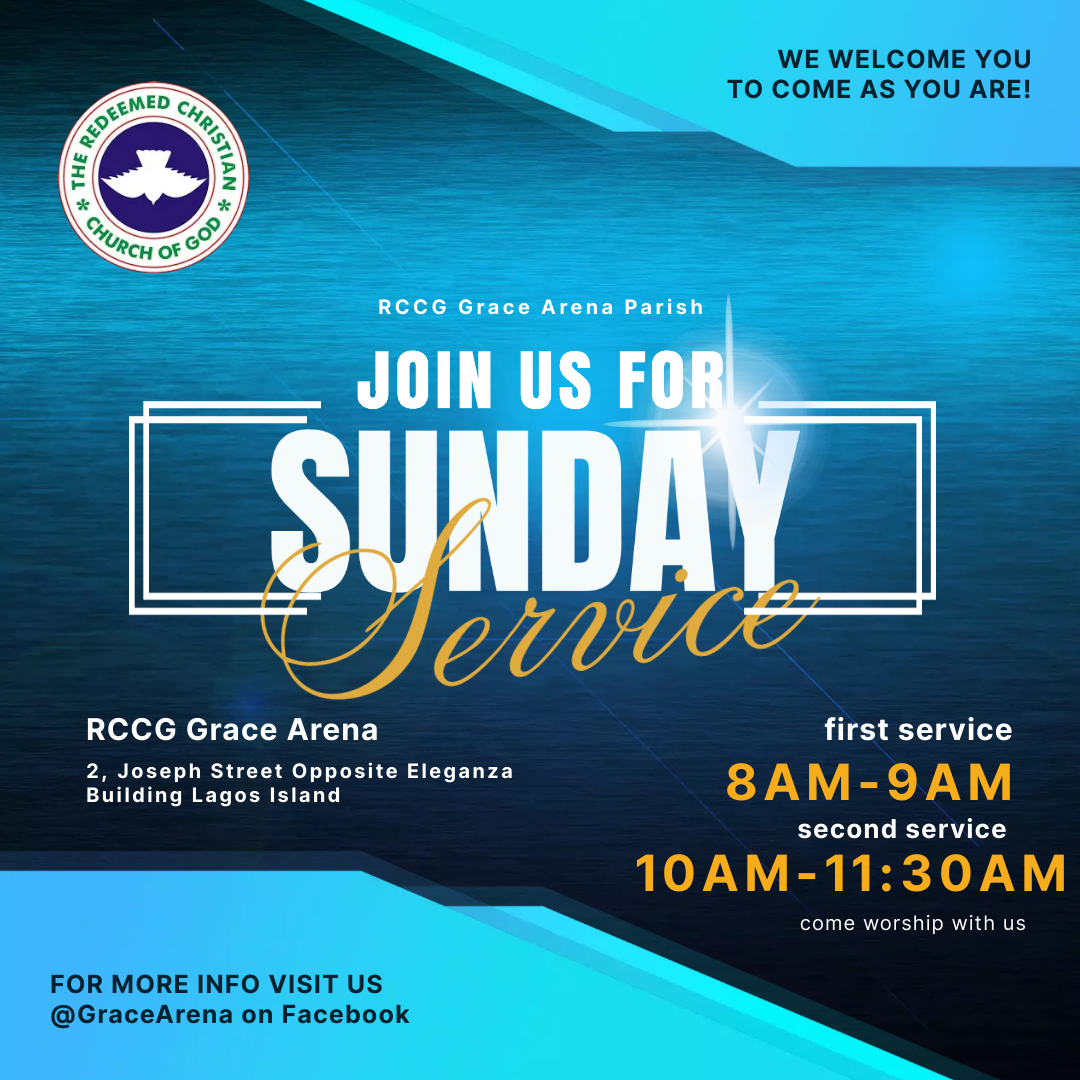 WE WELCOME YOU
TO COME AS YOU ARE!
THE REDEEMED CHRISTIAN
CHURCH OF GOD
RCCG Grace Arena Parish
JOIN US FOR
SUNDAY
Service
RCCG Grace Arena
2, Joseph Street Opposite Eleganza
Building Lagos Island
first service
8AM-9AM
second service
10AM-11:30AM
come worship with us
FOR MORE INFO VISIT US
@GraceArena on Facebook